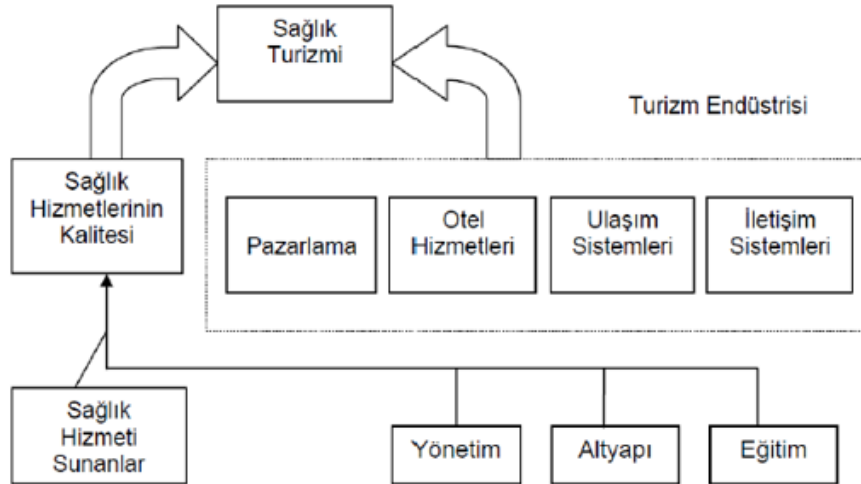 Sağlık
Turizmi
Turizm Endüstrisi
Sağlık
Hizmetlerinin
Kalitesi
Pazarlama
Otel
Hizmetleri
Ulaşım
Sistemleri
İletişim
Sistemleri
Sağlık
Hizmeti
Sunanlar
Yönetim
Altyapı
Eğitim